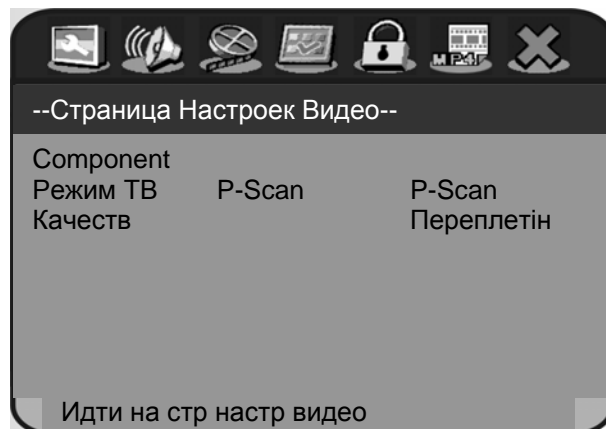 MP4
--Страница Настроек Видео--
Component
Режим ТВ P-Scan P-Scan
Качеств Переплетін
Идти на стр настр видео